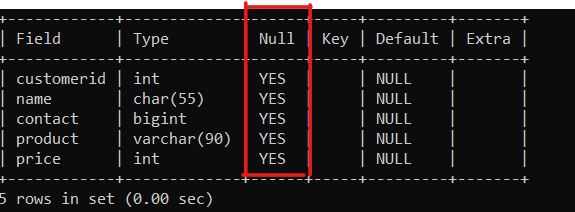 +------------+-------------+------+-----+---------+-------+
| Field      | Type        | Null | Key | Default | Extra |
+------------+-------------+------+-----+---------+-------+
| customerid | int         | YES  |     | NULL    |       |
| name       | char(55)    | YES  |     | NULL    |       |
| contact    | bigint      | YES  |     | NULL    |       |
| product    | varchar(90) | YES  |     | NULL    |       |
| price      | int         | YES  |     | NULL    |       |
+------------+-------------+------+-----+---------+-------+
5 rows in set (0.00 sec)